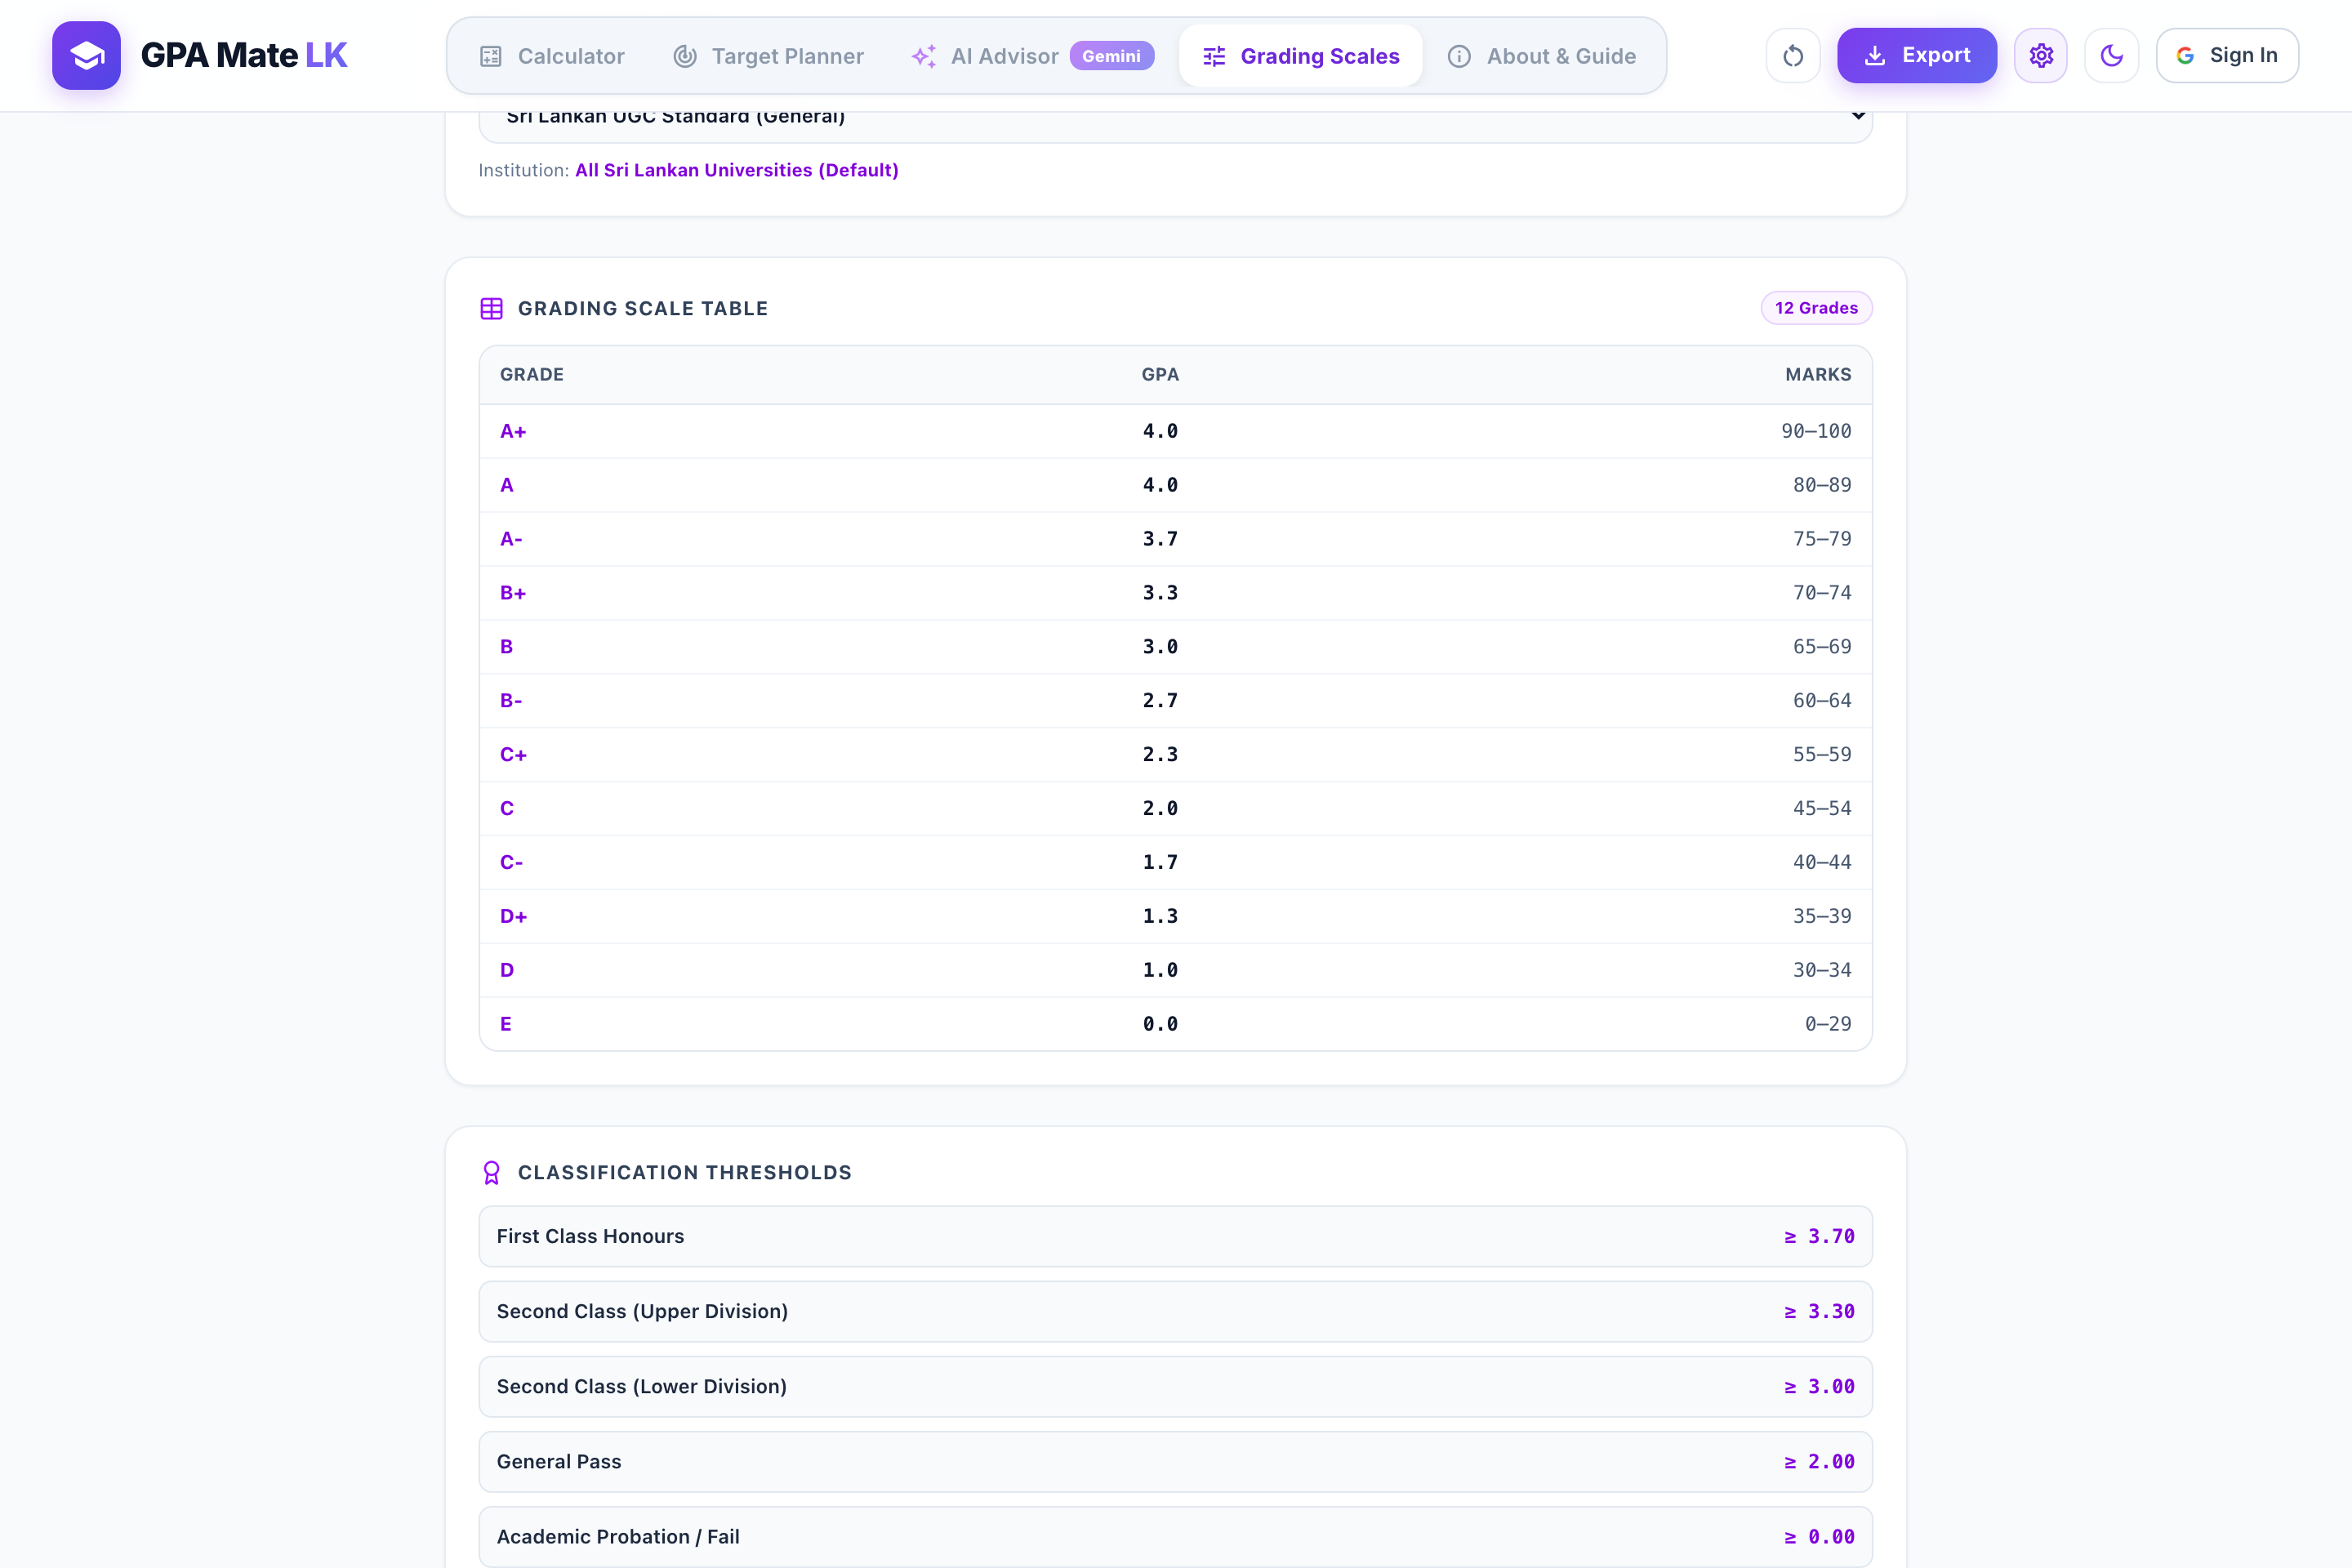 GPA Mate LK
Calculator
Target Planner
AI Advisor Gemini
Grading Scales
About & Guide
Export
Sign In
Sri Lankan UGC Standard (General)
Institution: All Sri Lankan Universities (Default)
GRADING SCALE TABLE
12 Grades
GRADE GPA MARKS
A+ 4.0 90–100
A 4.0 80–89
A- 3.7 75–79
B+ 3.3 70–74
B 3.0 65–69
B- 2.7 60–64
C+ 2.3 55–59
C 2.0 45–54
C- 1.7 40–44
D+ 1.3 35–39
D 1.0 30–34
E 0.0 0–29
CLASSIFICATION THRESHOLDS
First Class Honours ≥ 3.70
Second Class (Upper Division) ≥ 3.30
Second Class (Lower Division) ≥ 3.00
General Pass ≥ 2.00
Academic Probation / Fail ≥ 0.00